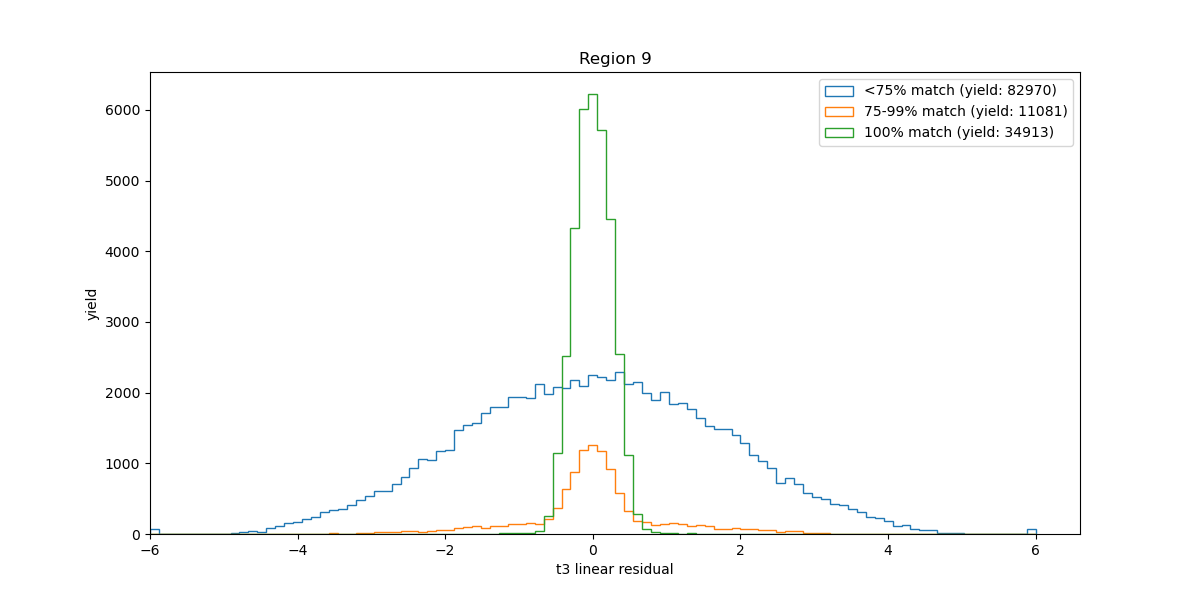 Region 9
<75% match (yield: 82970)
75-99% match (yield: 11081)
100% match (yield: 34913)
6000
5000
4000
3000
2000
1000
0
yield
−6
−4
−2
0
2
4
6
t3 linear residual